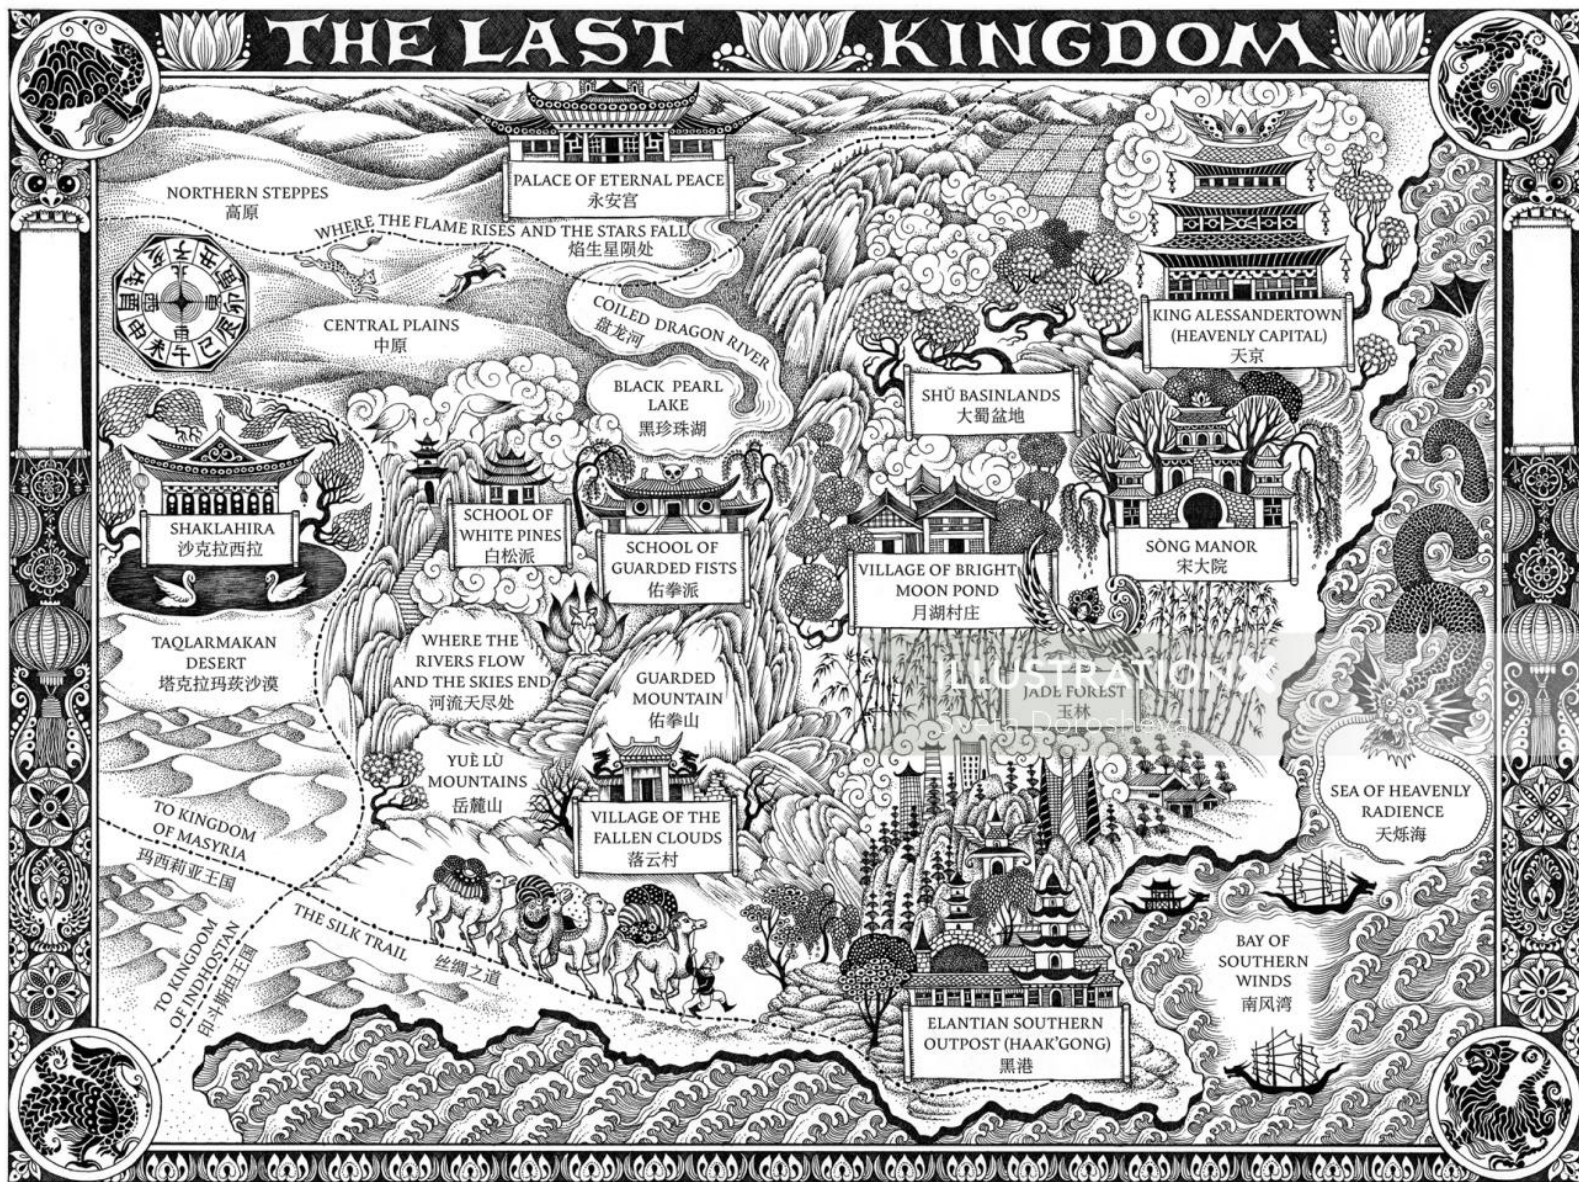 THE LAST KINGDOM
PALACE OF ETERNAL PEACE
永安宫
NORTHERN STEPPES
高原
WHERE THE FLAME RISES AND THE STARS FALL
焰生星陨处
KING ALESSANDERTOWN
(HEAVENLY CAPITAL)
天京
COILED DRAGON RIVER
盘龙河
CENTRAL PLAINS
中原
BLACK PEARL
LAKE
黑珍珠湖
SHǓ BASINLANDS
大蜀盆地
SHAKLAHIRA
沙克拉西拉
SCHOOL OF
WHITE PINES
白松派
SCHOOL OF
GUARDED FISTS
佑拳派
VILLAGE OF BRIGHT
MOON POND
月湖村庄
SÒNG MANOR
宋大院
TAQLARMAKAN
DESERT
塔克拉玛莰沙漠
WHERE THE
RIVERS FLOW
AND THE SKIES END
河流天尽处
GUARDED
MOUNTAIN
佑拳山
JADE FOREST
玉林
ILLUSTRATIONX
YUÈ LÙ
MOUNTAINS
岳麓山
VILLAGE OF THE
FALLEN CLOUDS
落云村
SEA OF HEAVENLY
RADIENCE
天烁海
TO KINGDOM
OF MASYRIA
玛西莉亚王国
TO KINGDOM
OF INDHOSTAN
印斗斯班王国
THE SILK TRAIL 丝绸之道
BAY OF
SOUTHERN
WINDS
南风湾
ELANTIAN SOUTHERN
OUTPOST (HAAK'GONG)
黑港